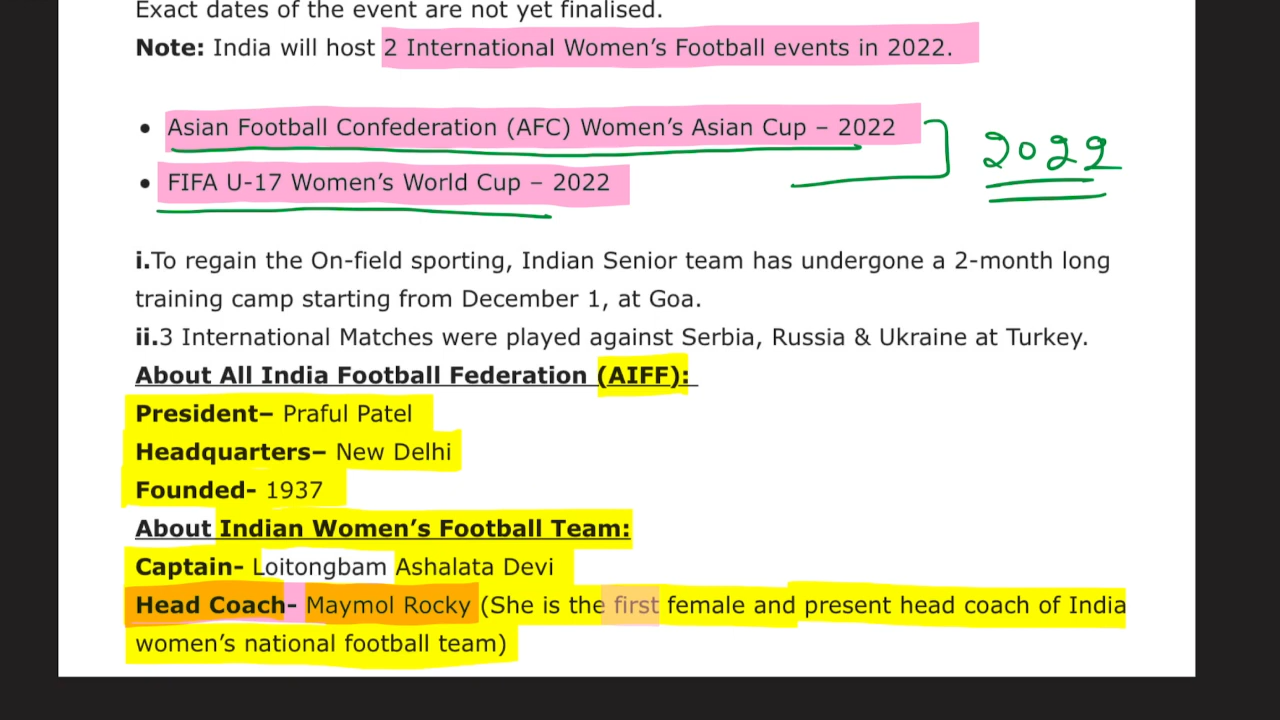 Exact dates of the event are not yet finalised.
Note: India will host 2 International Women's Football events in 2022.
• Asian Football Confederation (AFC) Women's Asian Cup – 2022
2022
• FIFA U-17 Women's World Cup – 2022
i.To regain the On-field sporting, Indian Senior team has undergone a 2-month long
training camp starting from December 1, at Goa.
ii.3 International Matches were played against Serbia, Russia & Ukraine at Turkey.
About All India Football Federation (AIFF):
President– Praful Patel
Headquarters– New Delhi
Founded- 1937
About Indian Women's Football Team:
Captain- Loitongbam Ashalata Devi
Head Coach- Maymol Rocky (She is the first female and present head coach of India
women's national football team)